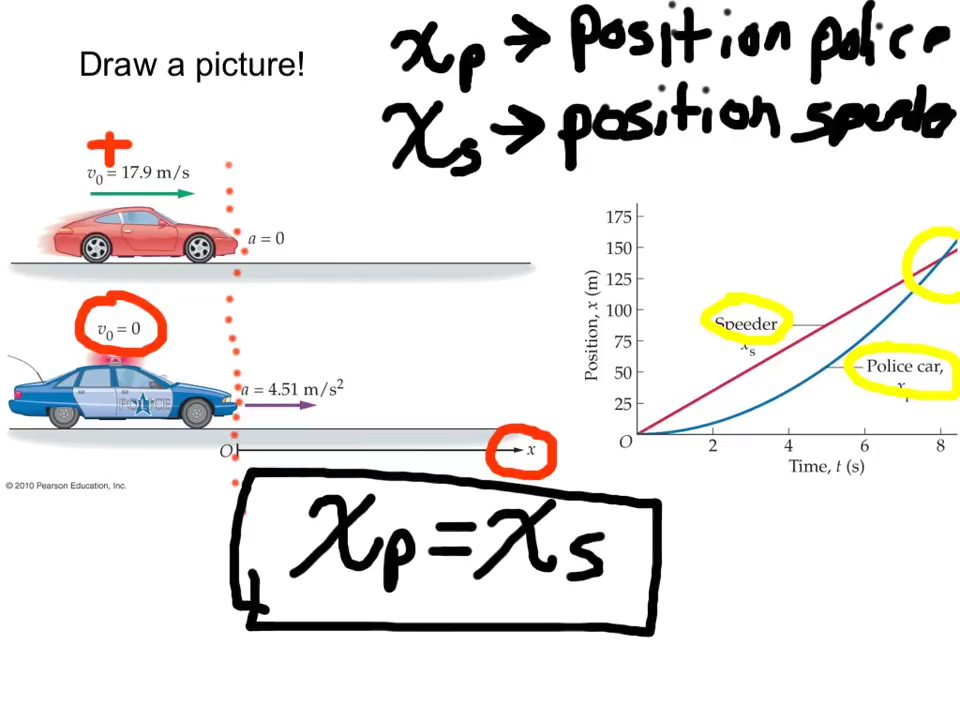 Draw a picture!
xₚ → position police
xₛ → position speeder
+
v₀ = 17.9 m/s
a = 0
v₀ = 0
POLICE
a = 4.51 m/s²
O
x
© 2010 Pearson Education, Inc.
xₚ = xₛ
Position, x (m)
175
150
125
100
75
50
25
O
2
4
6
8
Time, t (s)
Speeder
xₛ
Police car,